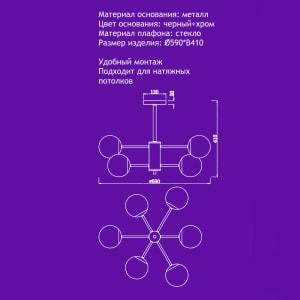 Материал основания: металл
Цвет основания: черный+хром
Материал плафона: стекло
Размер изделия: Ø590*В410
Удобный монтаж
Подходит для натяжных
потолков
120
30
410
ø590